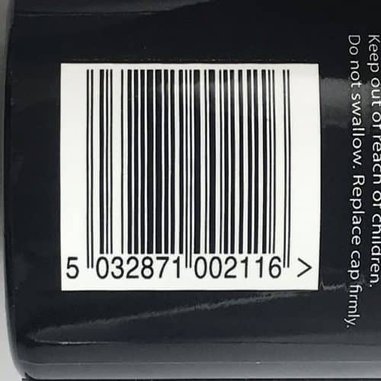 5 032871 002116 >
Keep out of reach of children.
Do not swallow. Replace cap firmly.